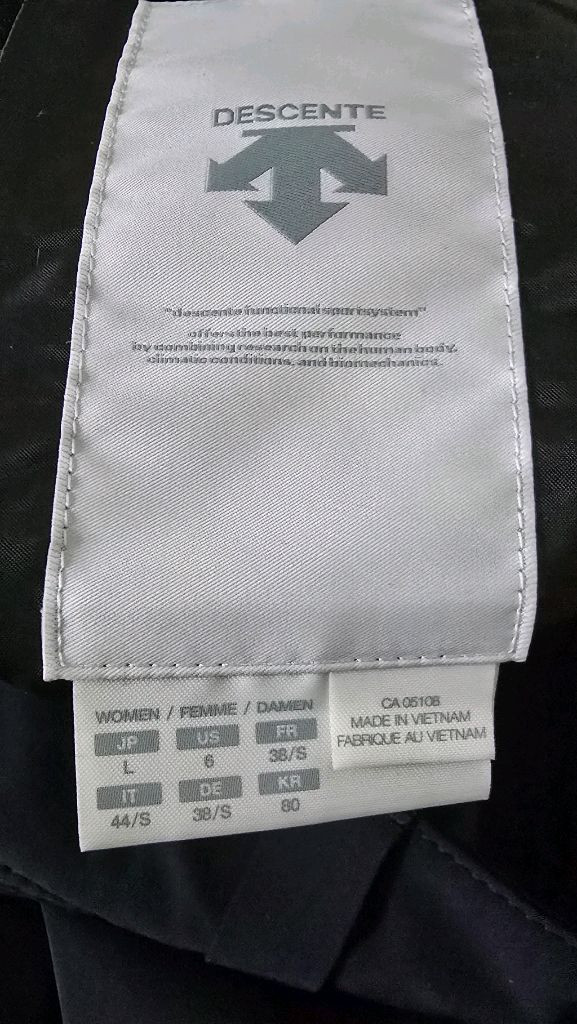 DESCENTE
"descente functional sportsystem"
offers the best performance
by combining research on the human body,
climatic conditions, and biomechanics.
WOMEN / FEMME / DAMEN
JP US FR
L 6 38/S
IT DE KR
44/S 38/S 80
CA 05108
MADE IN VIETNAM
FABRIQUE AU VIETNAM